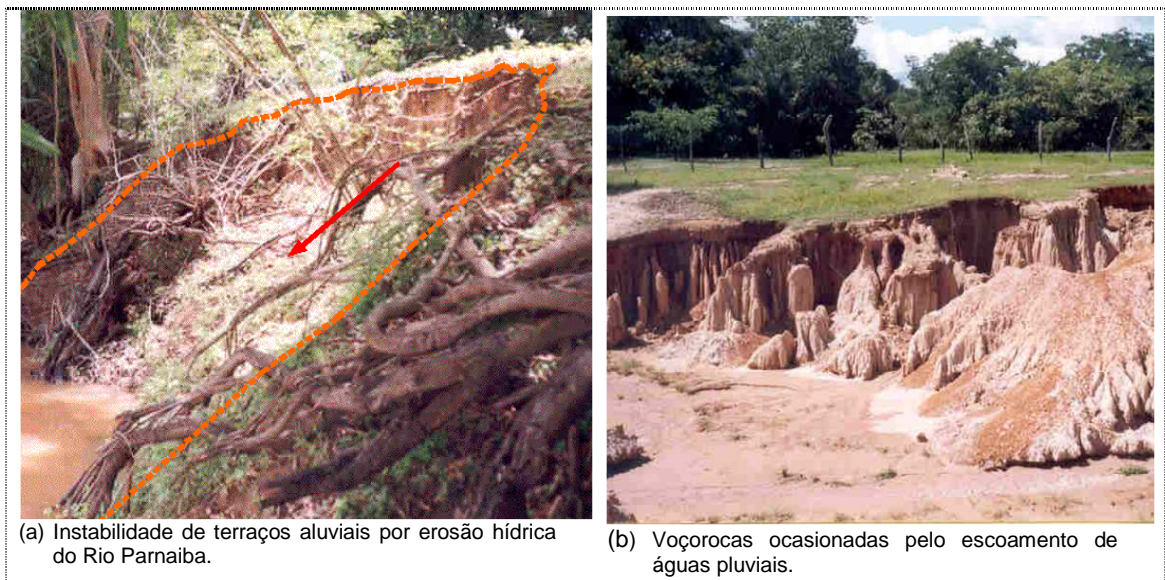 (a) Instabilidade de terraços aluviais por erosão hídrica
do Rio Parnaiba.
(b) Voçorocas ocasionadas pelo escoamento de
águas pluviais.